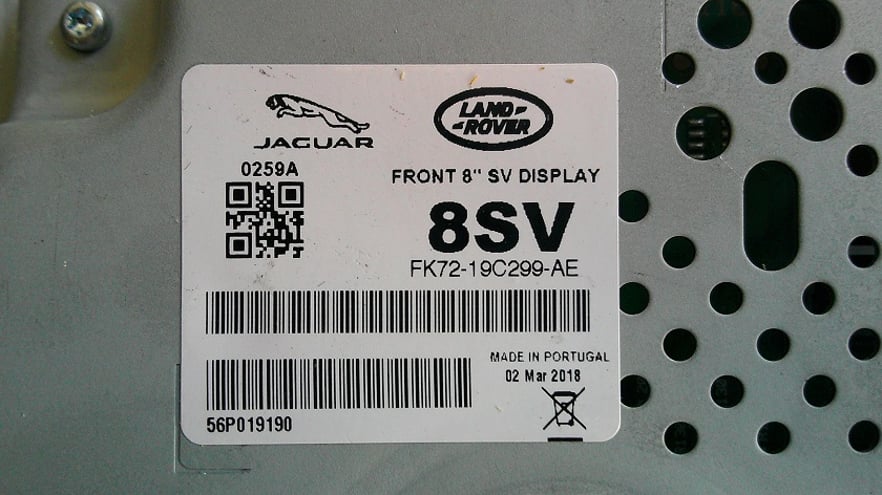 JAGUAR
LAND-
-ROVER
0259A
FRONT 8" SV DISPLAY
8SV
FK72-19C299-AE
MADE IN PORTUGAL
02 Mar 2018
56P019190